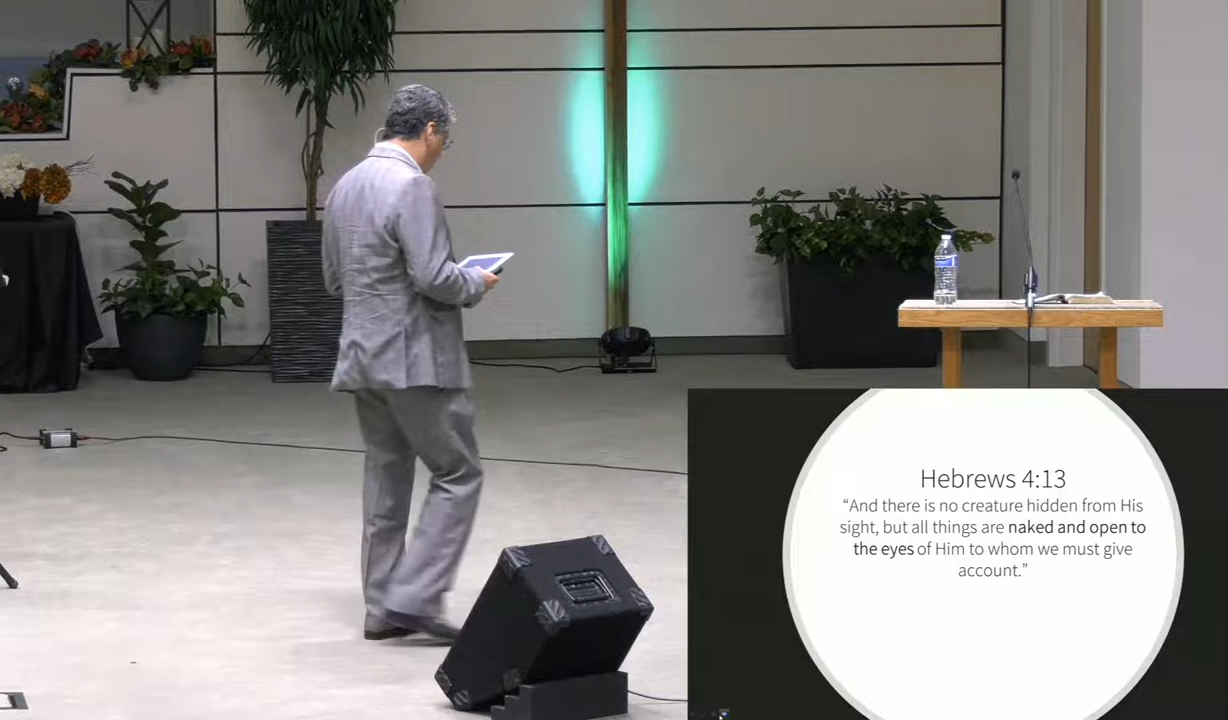 Hebrews 4:13
“And there is no creature hidden from His
sight, but all things are naked and open to
the eyes of Him to whom we must give
account.”